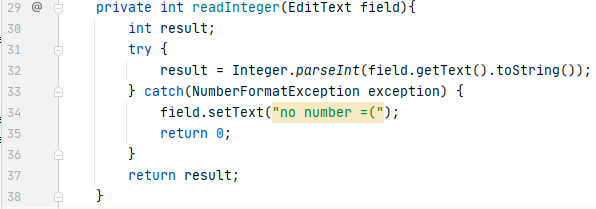 29 @ private int readInteger(EditText field){
30 int result;
31 try {
32 result = Integer.parseInt(field.getText().toString());
33 } catch(NumberFormatException exception) {
34 field.setText("no number =(");
35 return 0;
36 }
37 return result;
38 }